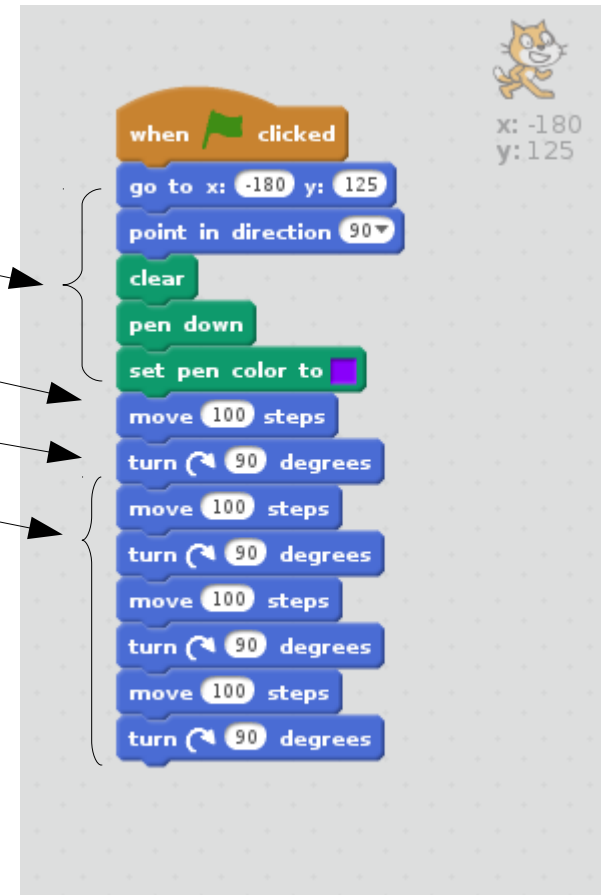 when clicked
x: -180
y: 125
go to x: -180 y: 125
point in direction 90
clear
pen down
set pen color to
move 100 steps
turn 90 degrees
move 100 steps
turn 90 degrees
move 100 steps
turn 90 degrees
move 100 steps
turn 90 degrees